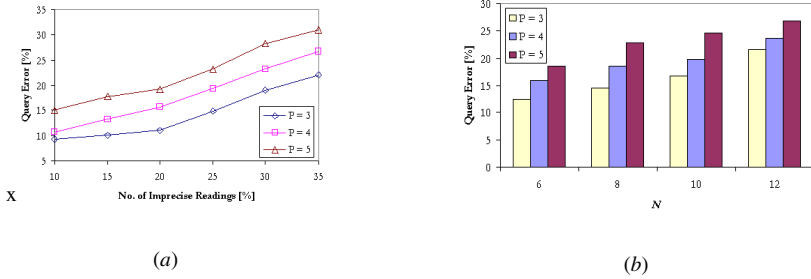 35
30
25
20
15
10
5
Query Error [%]
P = 3
P = 4
P = 5
10 15 20 25 30 35
X
No. of Imprecise Readings [%]
(a)
30
25
20
15
10
5
0
Query Error [%]
P = 3
P = 4
P = 5
6 8 10 12
N
(b)